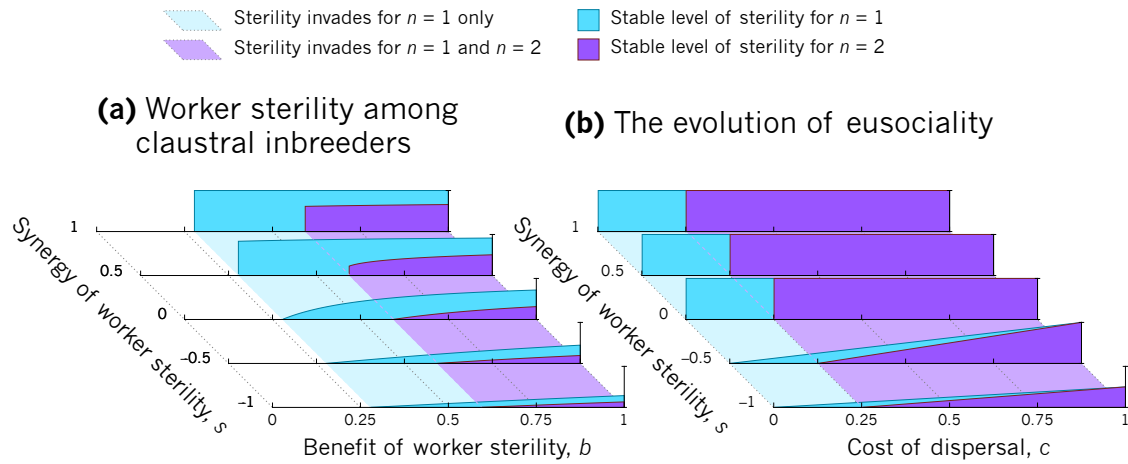 Sterility invades for n = 1 only
Sterility invades for n = 1 and n = 2
Stable level of sterility for n = 1
Stable level of sterility for n = 2
(a) Worker sterility among
claustral inbreeders
Synergy of worker sterility, s
1
0.5
0
−0.5
−1
0 0.25 0.5 0.75 1
Benefit of worker sterility, b
(b) The evolution of eusociality
Synergy of worker sterility, s
1
0.5
0
−0.5
−1
0 0.25 0.5 0.75 1
Cost of dispersal, c